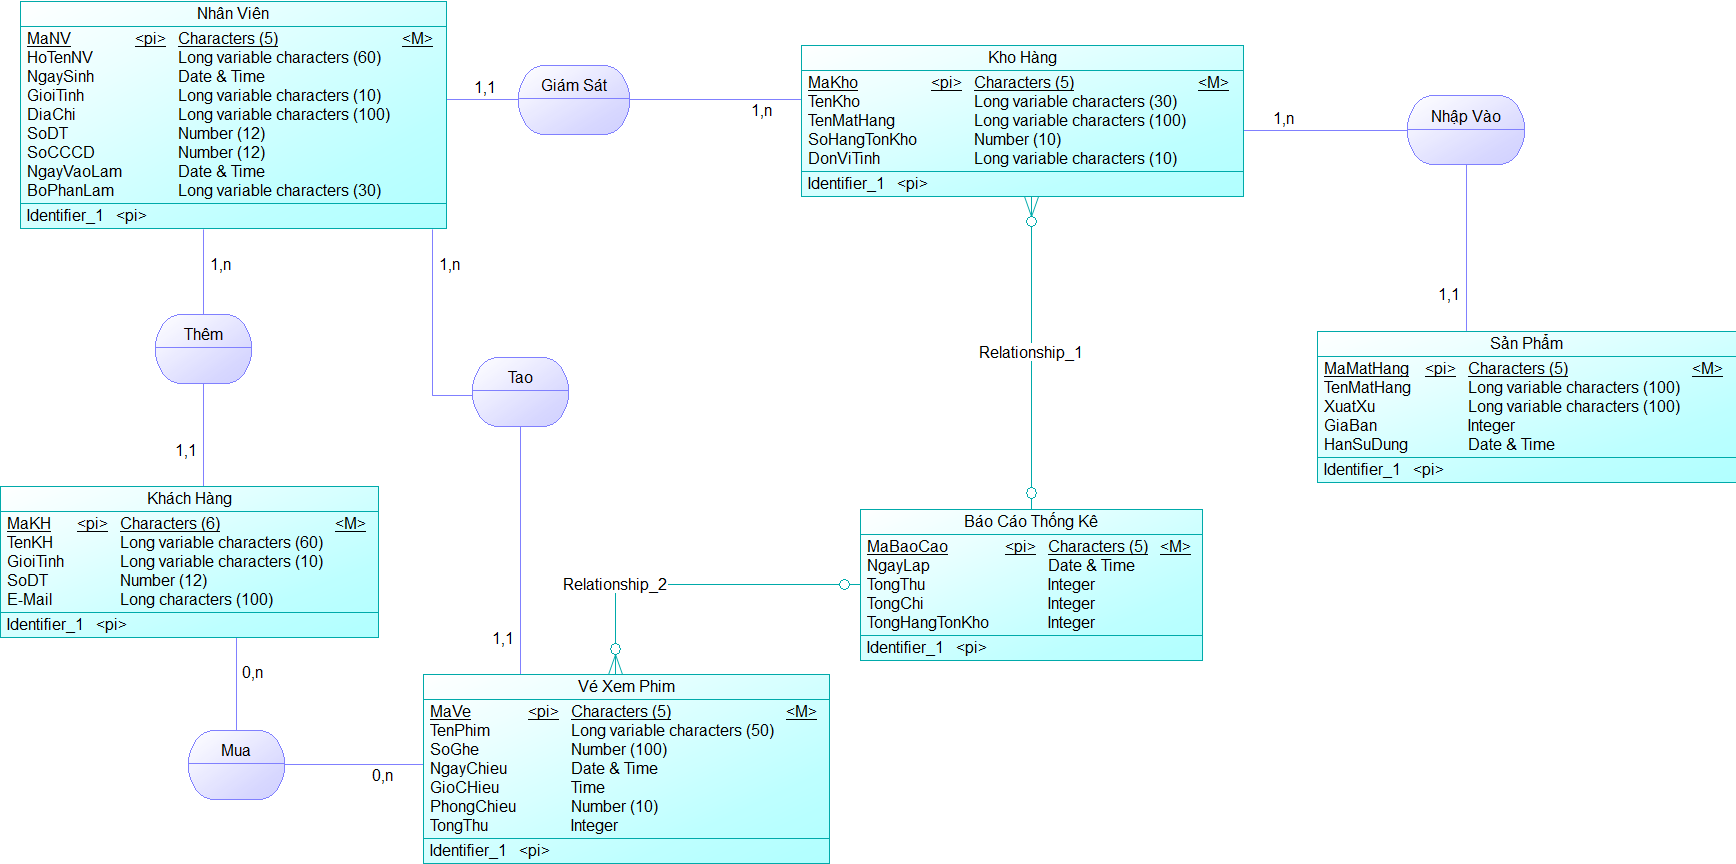 Nhân Viên
MaNV <pi> Characters (5) <M>
HoTenNV Long variable characters (60)
NgaySinh Date & Time
GioiTinh Long variable characters (10)
DiaChi Long variable characters (100)
SoDT Number (12)
SoCCCD Number (12)
NgayVaoLam Date & Time
BoPhanLam Long variable characters (30)
Identifier_1 <pi>
1,1
Giám Sát
1,n
Kho Hàng
MaKho <pi> Characters (5) <M>
TenKho Long variable characters (30)
TenMatHang Long variable characters (100)
SoHangTonKho Number (10)
DonViTinh Long variable characters (10)
Identifier_1 <pi>
1,n
Nhập Vào
1,1
Sản Phẩm
MaMatHang <pi> Characters (5) <M>
TenMatHang Long variable characters (100)
XuatXu Long variable characters (100)
GiaBan Integer
HanSuDung Date & Time
Identifier_1 <pi>
1,n
Thêm
1,1
1,n
Tao
1,1
Relationship_1
Khách Hàng
MaKH <pi> Characters (6) <M>
TenKH Long variable characters (60)
GioiTinh Long variable characters (10)
SoDT Number (12)
E-Mail Long characters (100)
Identifier_1 <pi>
Báo Cáo Thống Kê
MaBaoCao <pi> Characters (5) <M>
NgayLap Date & Time
TongThu Integer
TongChi Integer
TongHangTonKho Integer
Identifier_1 <pi>
Relationship_2
0,n
Mua
0,n
Vé Xem Phim
MaVe <pi> Characters (5) <M>
TenPhim Long variable characters (50)
SoGhe Number (100)
NgayChieu Date & Time
GioCHieu Time
PhongChieu Number (10)
TongThu Integer
Identifier_1 <pi>